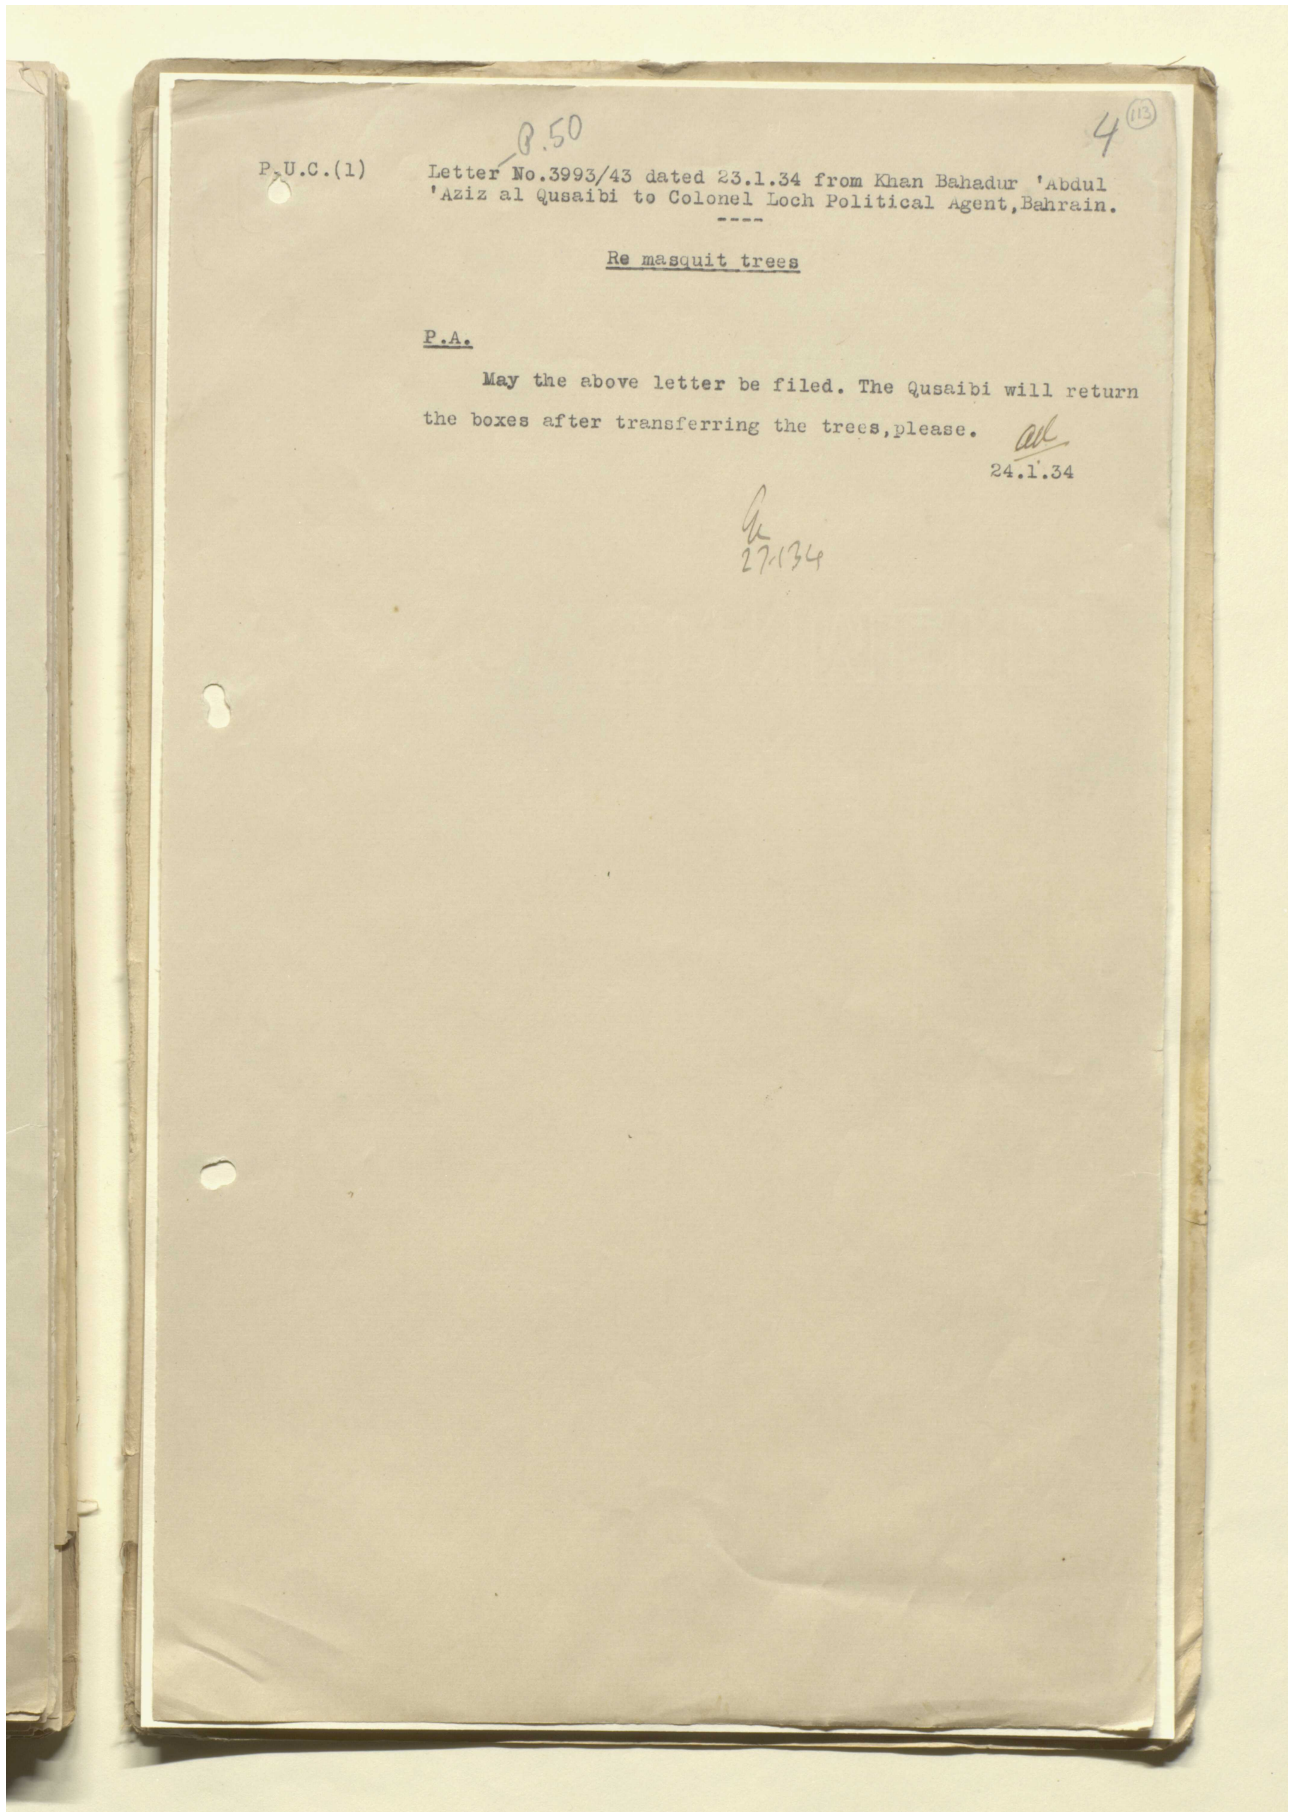 P.50
4
113
P.U.C.(1)
Letter No.3993/43 dated 23.1.34 from Khan Bahadur 'Abdul
'Aziz al Qusaibi to Colonel Loch Political Agent,Bahrain.
----
Re masquit trees
P.A.
May the above letter be filed. The Qusaibi will return
the boxes after transferring the trees,please.
24.1.34
27.1.34